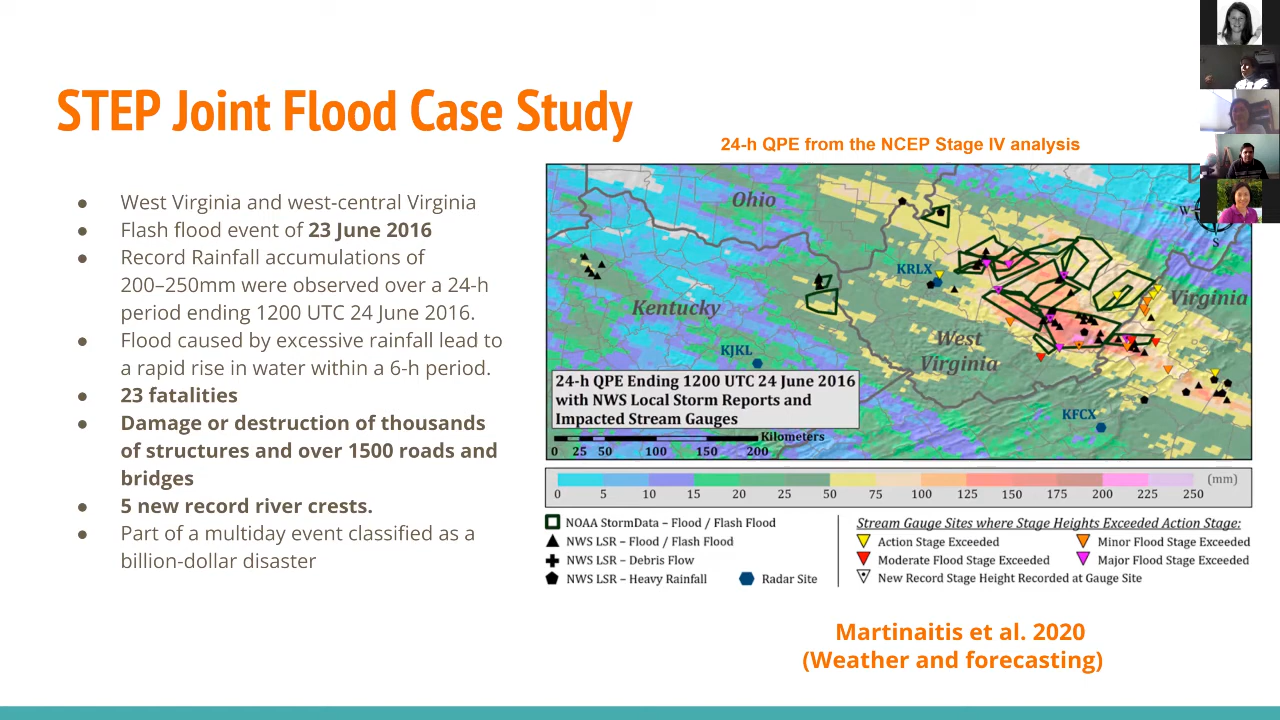 STEP Joint Flood Case Study
● West Virginia and west-central Virginia
● Flash flood event of 23 June 2016
● Record Rainfall accumulations of
200–250mm were observed over a 24-h
period ending 1200 UTC 24 June 2016.
● Flood caused by excessive rainfall lead to
a rapid rise in water within a 6-h period.
● 23 fatalities
● Damage or destruction of thousands
of structures and over 1500 roads and
bridges
● 5 new record river crests.
● Part of a multiday event classified as a
billion-dollar disaster
24-h QPE from the NCEP Stage IV analysis
Ohio
W
S
KRLX
Kentucky
Virginia
West
Virginia
KJKL
KFCX
24-h QPE Ending 1200 UTC 24 June 2016
with NWS Local Storm Reports and
Impacted Stream Gauges
Kilometers
0 25 50 100 150 200
(mm)
0 5 10 15 20 25 50 75 100 125 150 175 200 225 250
NOAA StormData – Flood / Flash Flood
NWS LSR – Flood / Flash Flood
NWS LSR – Debris Flow
NWS LSR – Heavy Rainfall
Radar Site
Stream Gauge Sites where Stage Heights Exceeded Action Stage:
Action Stage Exceeded
Minor Flood Stage Exceeded
Moderate Flood Stage Exceeded
Major Flood Stage Exceeded
New Record Stage Height Recorded at Gauge Site
Martinaitis et al. 2020
(Weather and forecasting)